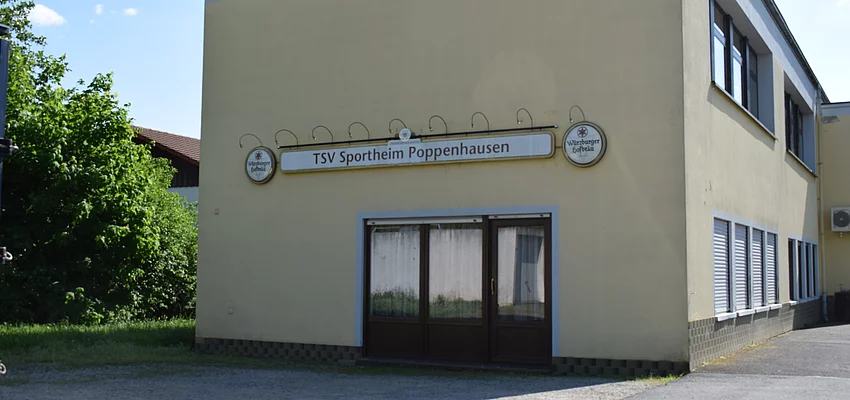 Würzburger
Hofbräu
TSV Sportheim Poppenhausen
Würzburger
Hofbräu